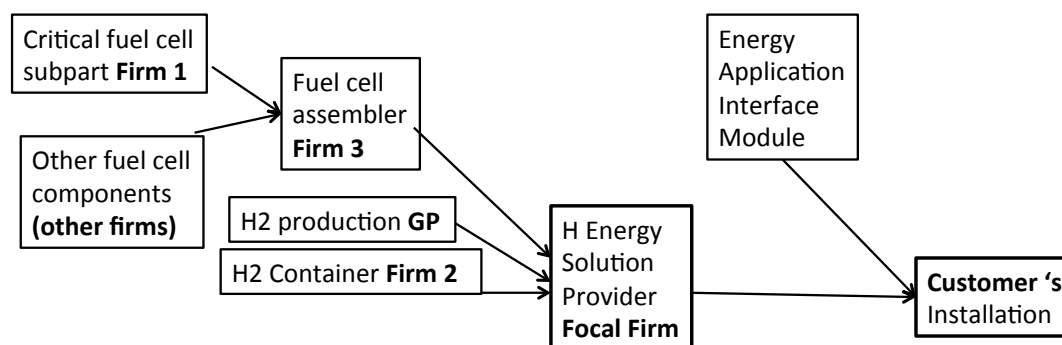 Critical fuel cell
subpart Firm 1
Other fuel cell
components
(other firms)
Fuel cell
assembler
Firm 3
H2 production GP
H2 Container Firm 2
H Energy
Solution
Provider
Focal Firm
Energy
Application
Interface
Module
Customer 's
Installation